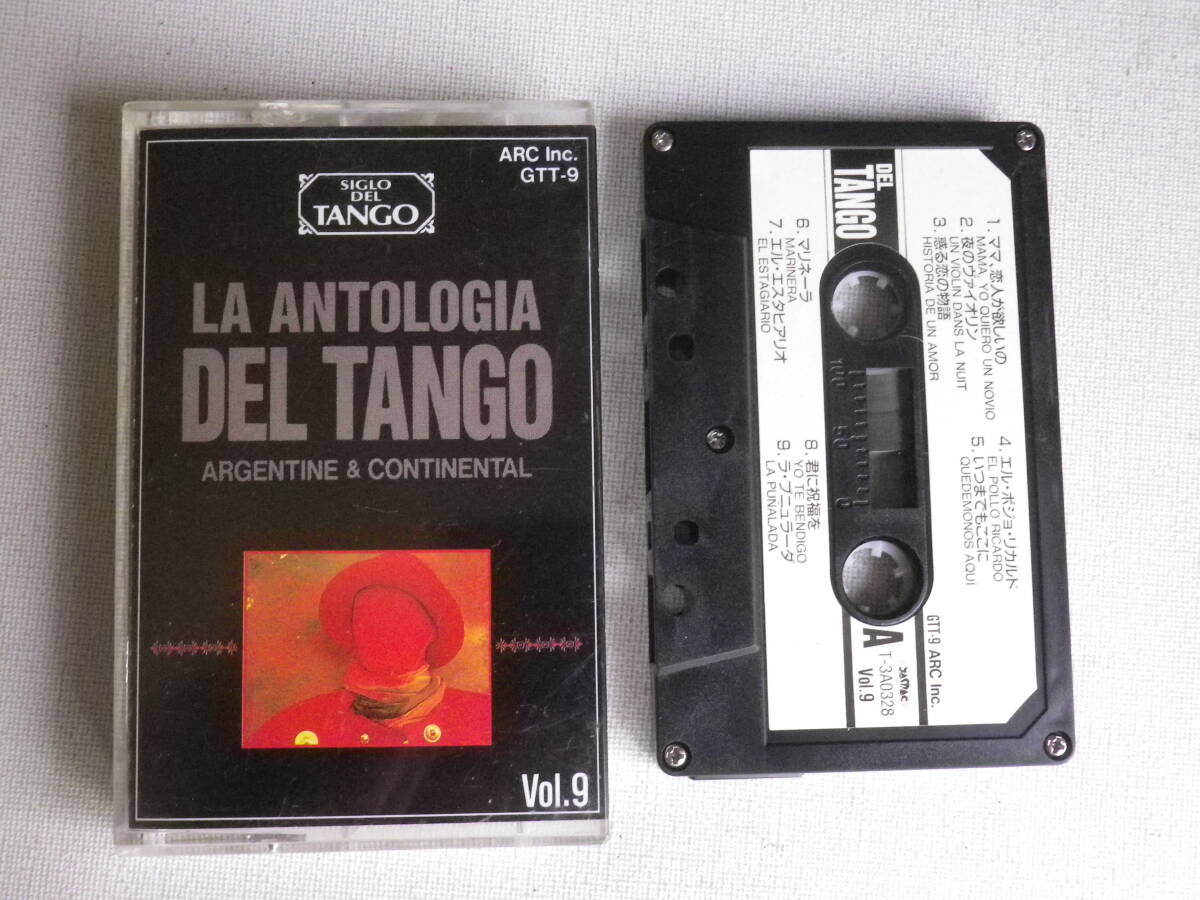 ARC Inc.
GTT-9
SIGLO
DEL
TANGO
LA ANTOLOGIA
DEL TANGO
ARGENTINE & CONTINENTAL
Vol.9
DEL
TANGO
1. ママ、恋人が欲しいの
MAMA, YO QUIERO UN NOVIO
2. 夜のヴァイオリン
UN VIOLIN DANS LA NUIT
3. 惑る恋の物語
HISTORIA DE UN AMOR
4. エル・ポジョ・リカルド
EL POLLO RICARDO
5. いつまでもここに
QUEDEMONOS AQUI
6. マリネーラ
MARINERA
7. エル・エスタヒアリオ
EL ESTAGIARIO
8. 君に祝福を
YO TE BENDIGO
9. ラ・プニュラーダ
LA PUNALADA
100 50 0
GTT-9 ARC Inc.
A
T-3A0328
Vol.9